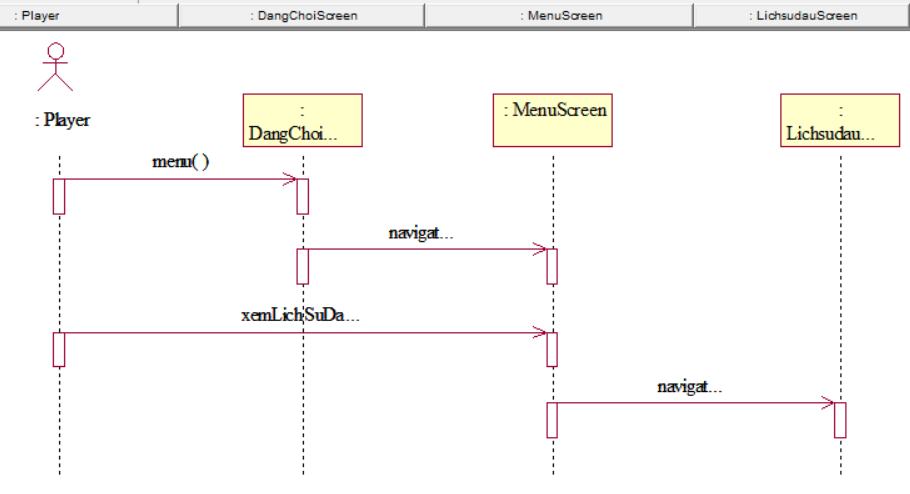 : Player
: DangChoiScreen
: MenuScreen
: LichsudauScreen
: Player
:
DangChoi...
: MenuScreen
:
Lichsudau...
menu( )
navigat...
xemLichSuDa...
navigat...